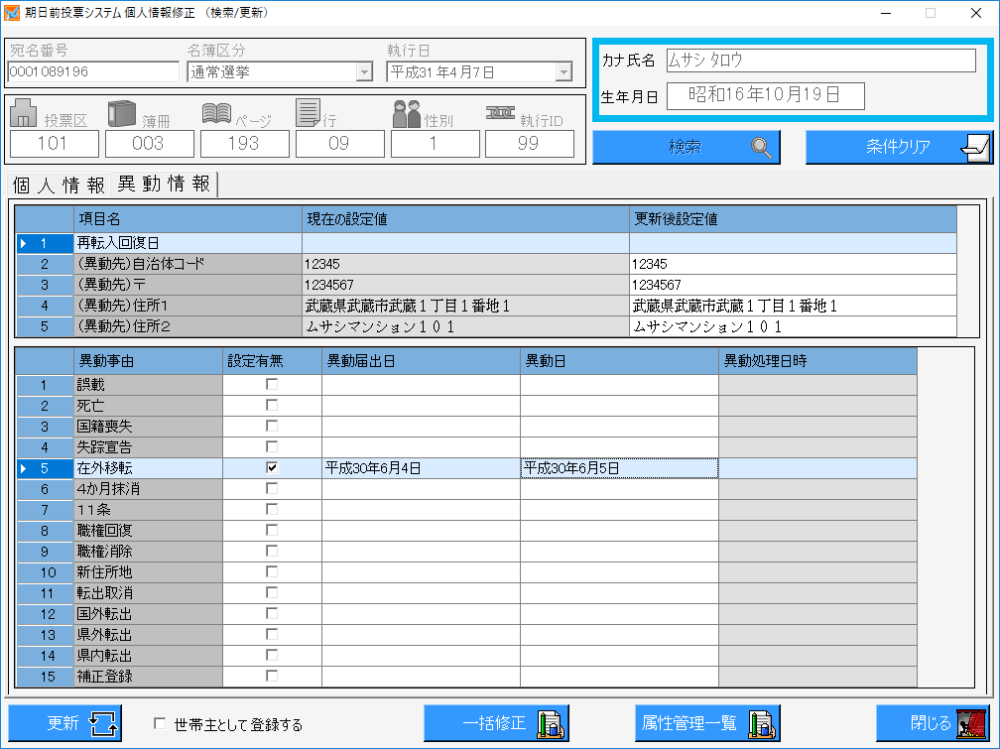 期日前投票システム 個人情報修正 （検索/更新）
宛名番号 名簿区分 執行日
0001089196 通常選挙 平成31年4月7日
投票区 簿冊 ページ 行 性別 執行ID
101 003 193 09 1 99
カナ氏名 ムサシ タロウ
生年月日 昭和16年10月19日
検索 条件クリア
個人情報 異動情報
項目名 現在の設定値 更新後設定値
1 再転入回復日
2 (異動先)自治体コード 12345 12345
3 (異動先)〒 1234567 1234567
4 (異動先)住所1 武蔵県武蔵市武蔵１丁目１番地１ 武蔵県武蔵市武蔵１丁目１番地１
5 (異動先)住所2 ムサシマンション１０１ ムサシマンション１０１
異動事由 設定有無 異動届出日 異動日 異動処理日時
1 誤載
2 死亡
3 国籍喪失
4 失踪宣告
5 在外移転 平成30年6月4日 平成30年6月5日
6 4か月抹消
7 11条
8 職権回復
9 職権消除
10 新住所地
11 転出取消
12 国外転出
13 県外転出
14 県内転出
15 補正登録
更新 世帯主として登録する 一括修正 属性管理一覧 閉じる